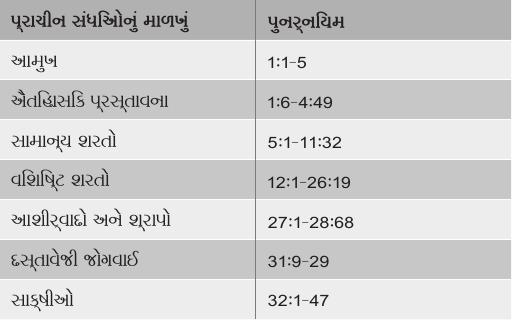 પ્રાચીન સંધિઓનું માળખું પુનર્નિયમ
આમુખ 1:1-5
ઐતિહાસિક પ્રસ્તાવના 1:6-4:49
સામાન્ય શરતો 5:1-11:32
વિશિષ્ટ શરતો 12:1-26:19
આશીર્વાદો અને શ્રાપો 27:1-28:68
દસ્તાવેજી જોગવાઈ 31:9-29
સાક્ષીઓ 32:1-47